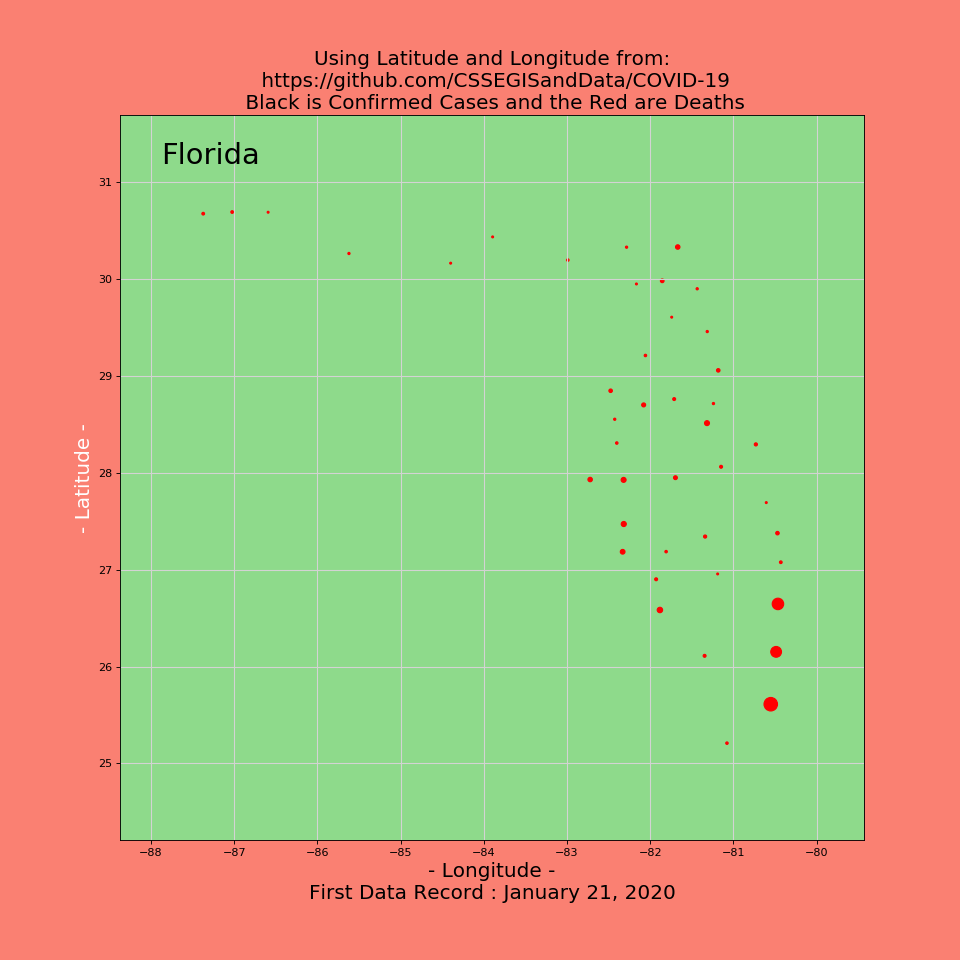 Using Latitude and Longitude from:
https://github.com/CSSEGISandData/COVID-19
Black is Confirmed Cases and the Red are Deaths
Florida
31
30
29
28
27
26
25
- Latitude -
−88 −87 −86 −85 −84 −83 −82 −81 −80
- Longitude -
First Data Record : January 21, 2020